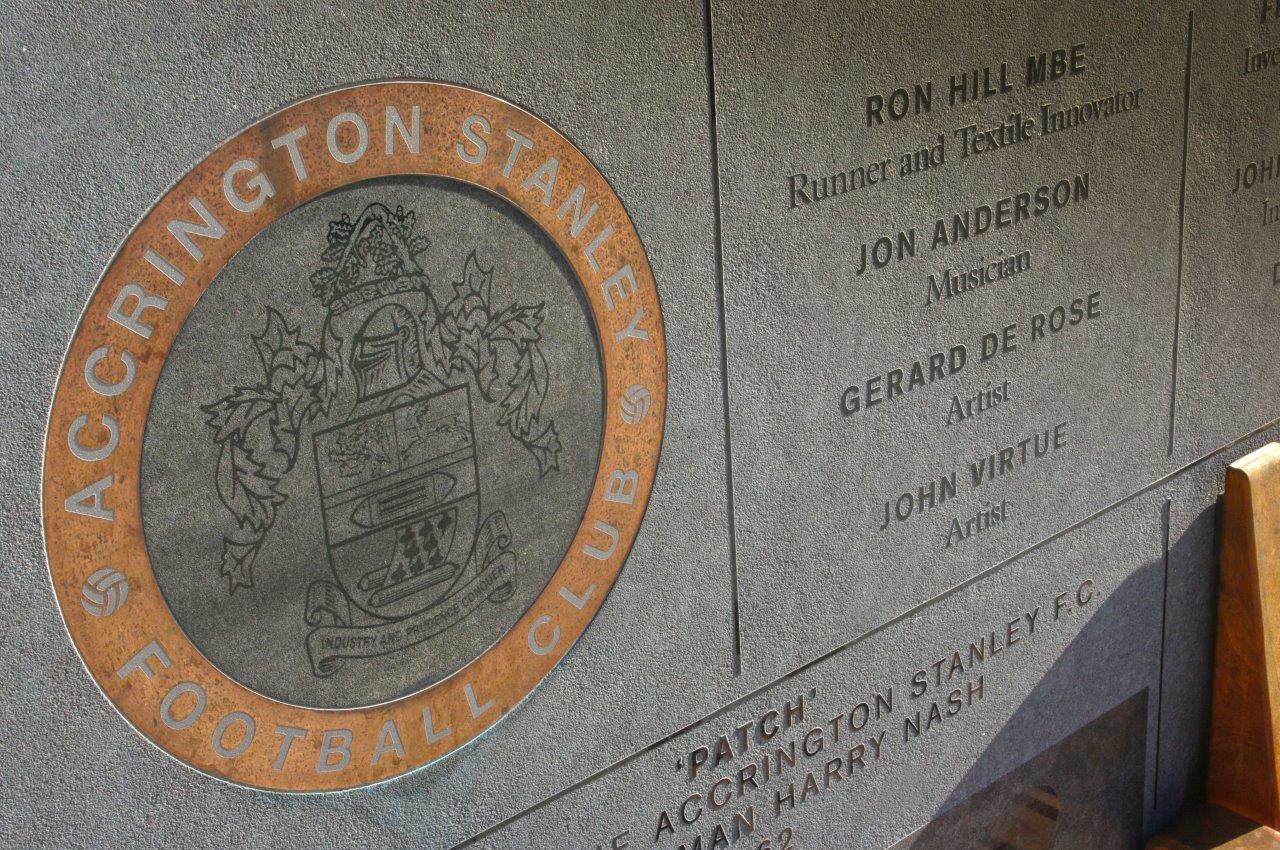 ACCRINGTON STANLEY
FOOTBALL CLUB
INDUSTRY AND PRUDENCE CONQUER
RON HILL MBE
Runner and Textile Innovator
JON ANDERSON
Musician
GERARD DE ROSE
Artist
JOHN VIRTUE
Artist
'PATCH'
ACCRINGTON STANLEY F.C.
HARRY NASH